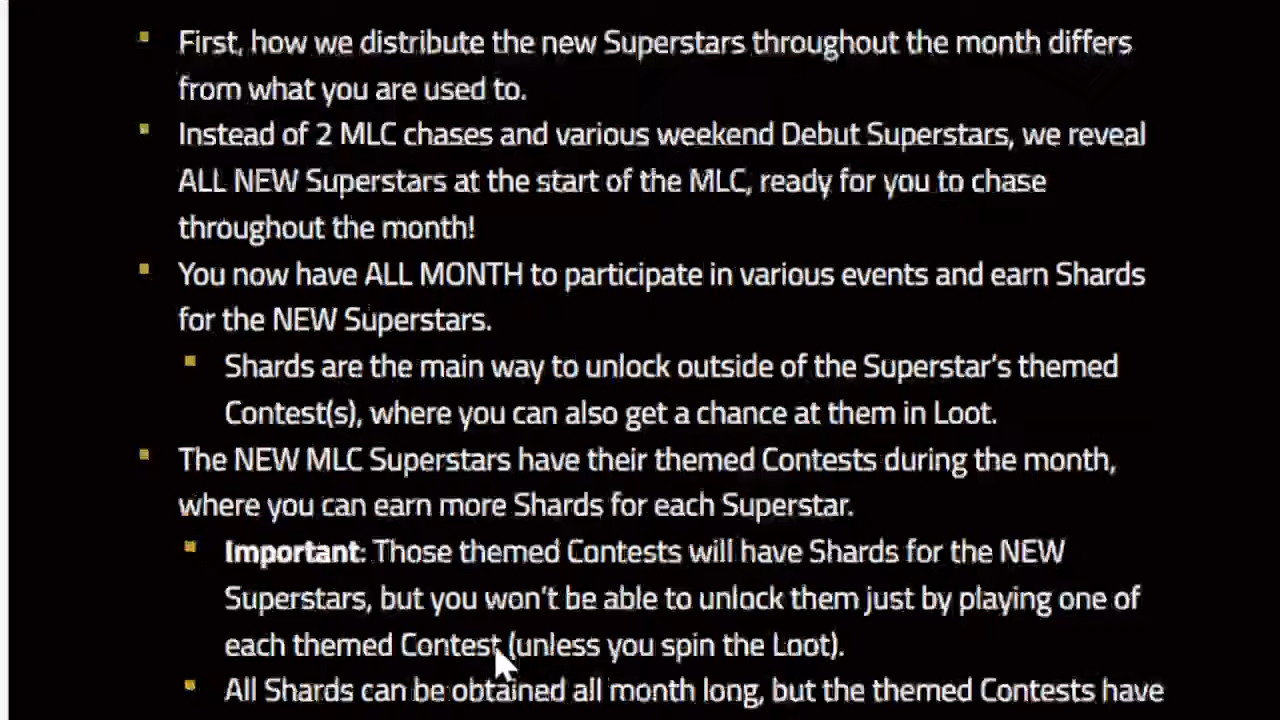 First, how we distribute the new Superstars throughout the month differs
from what you are used to.
Instead of 2 MLC chases and various weekend Debut Superstars, we reveal
ALL NEW Superstars at the start of the MLC, ready for you to chase
throughout the month!
You now have ALL MONTH to participate in various events and earn Shards
for the NEW Superstars.
Shards are the main way to unlock outside of the Superstar's themed
Contest(s), where you can also get a chance at them in Loot.
The NEW MLC Superstars have their themed Contests during the month,
where you can earn more Shards for each Superstar.
Important: Those themed Contests will have Shards for the NEW
Superstars, but you won't be able to unlock them just by playing one of
each themed Contest (unless you spin the Loot).
All Shards can be obtained all month long, but the themed Contests have